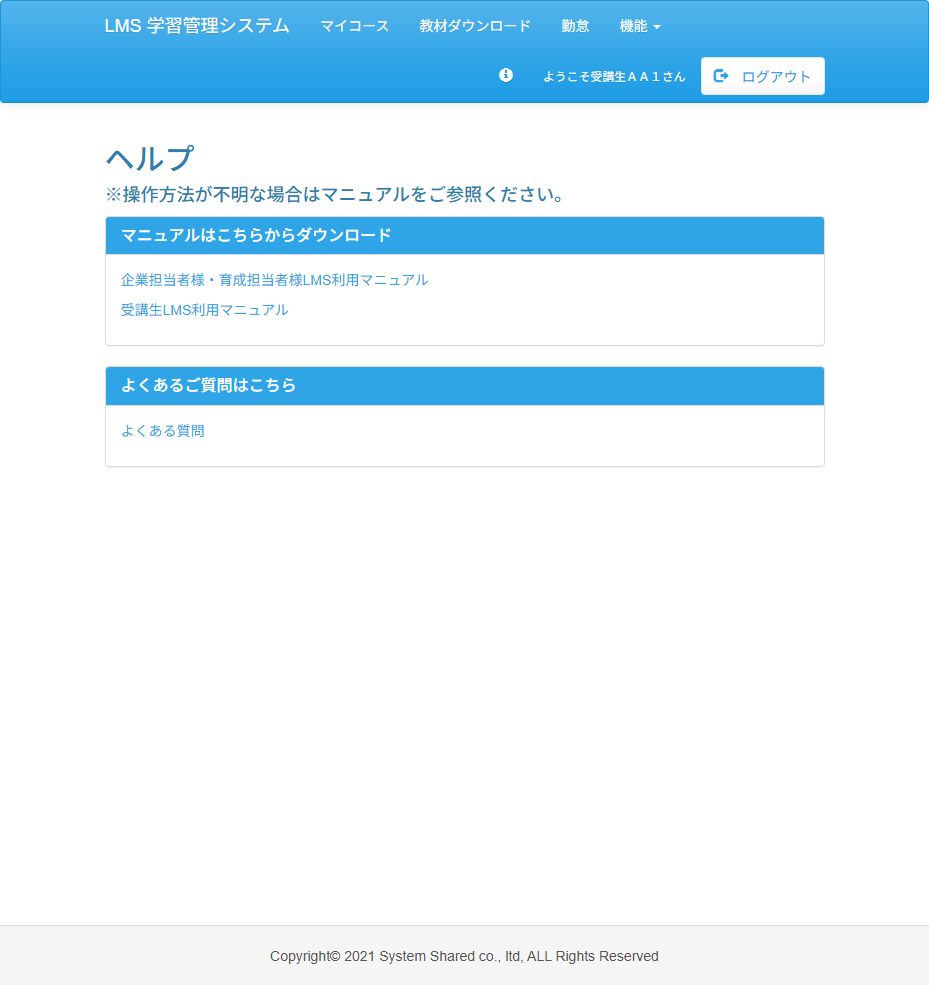 LMS 学習管理システム マイコース 教材ダウンロード 勤怠 機能
ようこそ受講生ＡＡ１さん ログアウト
ヘルプ
※操作方法が不明な場合はマニュアルをご参照ください。
マニュアルはこちらからダウンロード
企業担当者様・育成担当者様LMS利用マニュアル
受講生LMS利用マニュアル
よくあるご質問はこちら
よくある質問
Copyright© 2021 System Shared co., ltd, ALL Rights Reserved